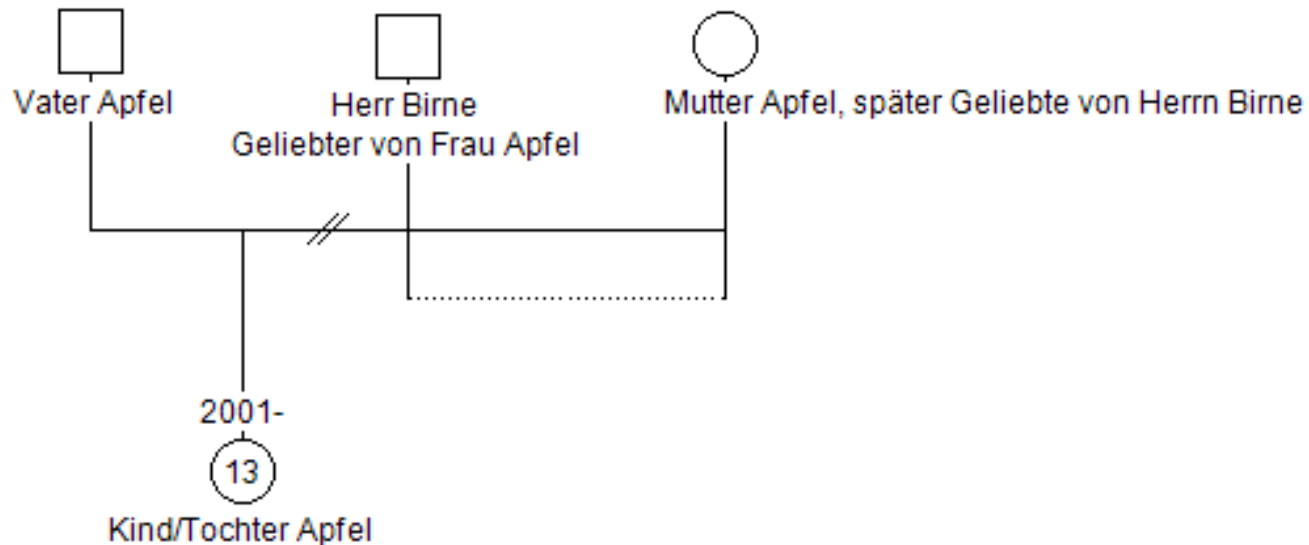 Vater Apfel
Herr Birne
Geliebter von Frau Apfel
Mutter Apfel, später Geliebte von Herrn Birne
2001-
13
Kind/Tochter Apfel